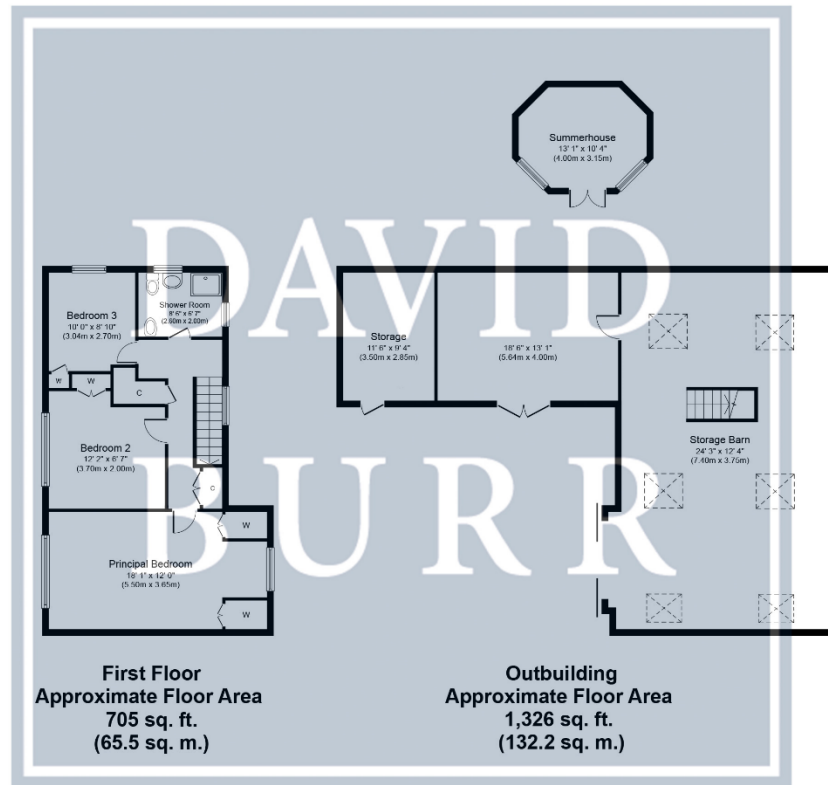 Summerhouse
13' 1" x 10' 4"
(4.00m x 3.15m)
DAVID
BURR
Bedroom 3
10' 0" x 8' 10"
(3.04m x 2.70m)
Shower Room
8' 6" x 6' 7"
(2.60m x 2.00m)
W
W
C
Bedroom 2
12' 2" x 6' 7"
(3.70m x 2.00m)
C
W
Principal Bedroom
18' 1" x 12' 0"
(5.50m x 3.65m)
W
Storage
11' 6" x 9' 4"
(3.50m x 2.85m)
18' 6" x 13' 1"
(5.64m x 4.00m)
Storage Barn
24' 3" x 12' 4"
(7.40m x 3.75m)
First Floor
Approximate Floor Area
705 sq. ft.
(65.5 sq. m.)
Outbuilding
Approximate Floor Area
1,326 sq. ft.
(132.2 sq. m.)